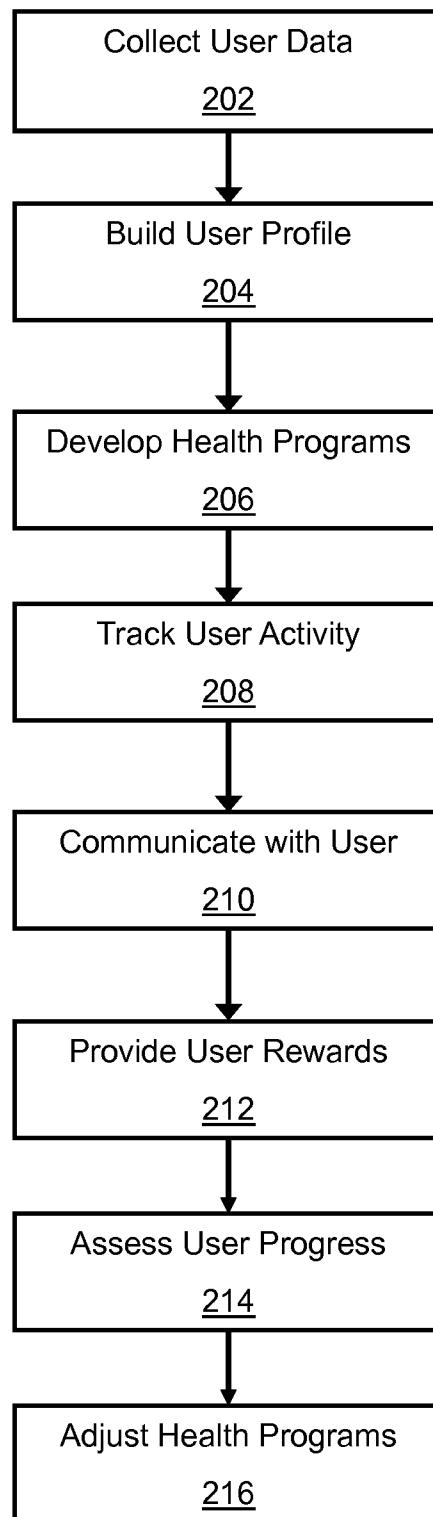 Collect User Data
202
Build User Profile
204
Develop Health Programs
206
Track User Activity
208
Communicate with User
210
Provide User Rewards
212
Assess User Progress
214
Adjust Health Programs
216